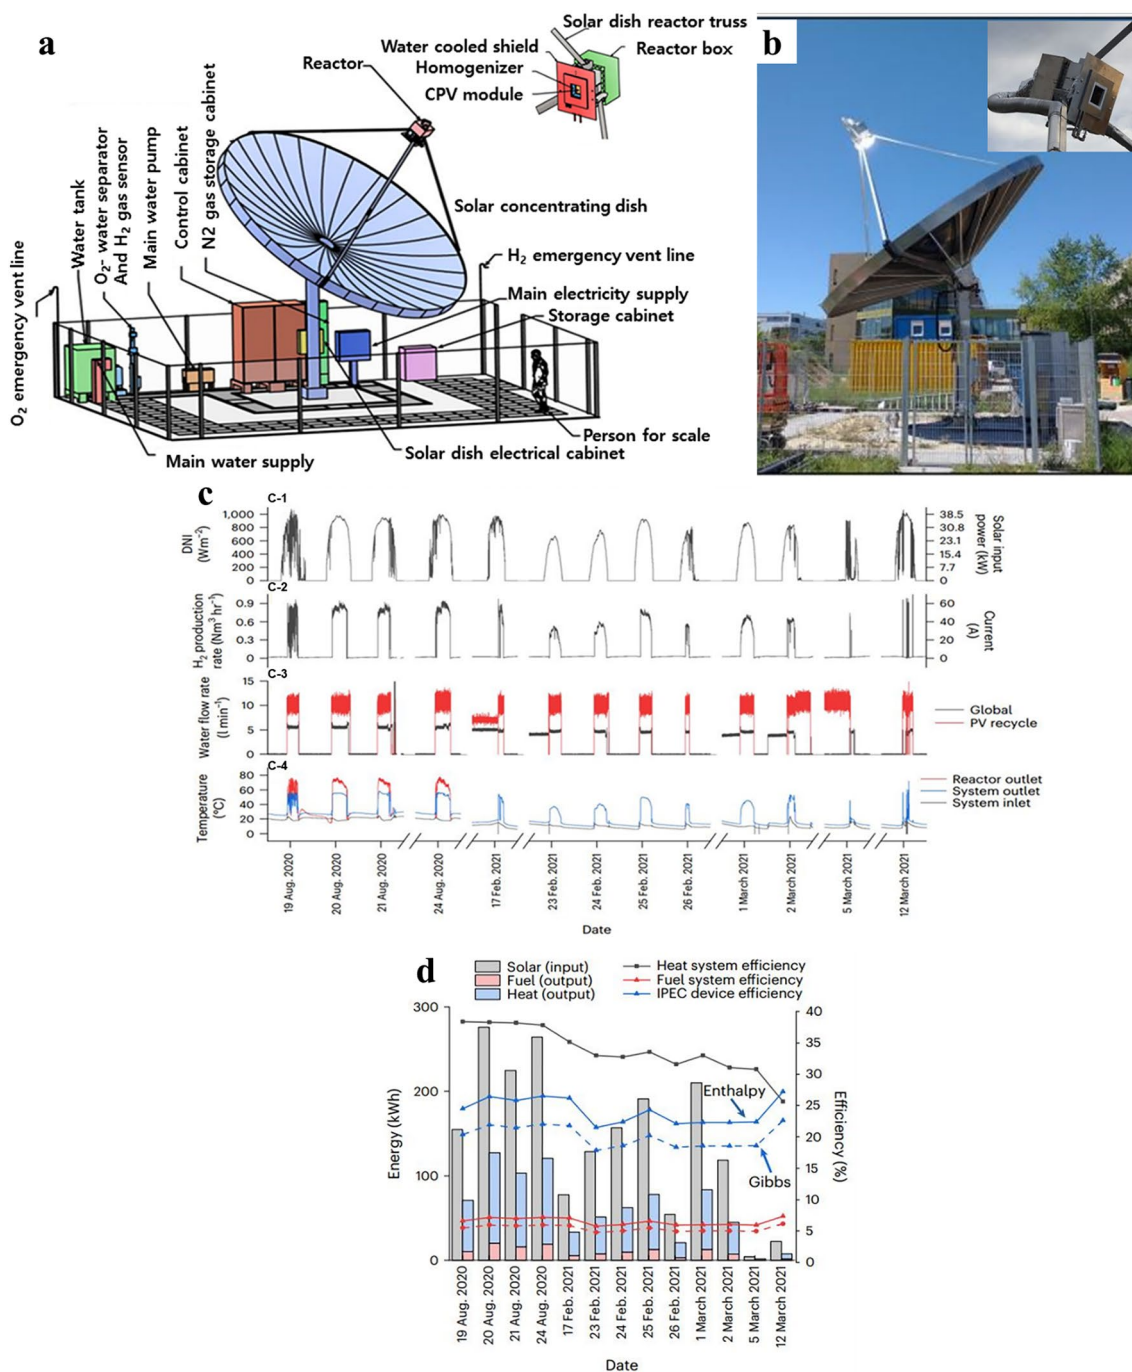 a
Solar dish reactor truss
Water cooled shield
Reactor box
Homogenizer
CPV module
Reactor
N2 gas storage cabinet
Control cabinet
Main water pump
O₂- water separator
And H₂ gas sensor
Water tank
O₂ emergency vent line
Solar concentrating dish
H₂ emergency vent line
Main electricity supply
Storage cabinet
Person for scale
Solar dish electrical cabinet
Main water supply
b
c
C-1
DNI
(Wm⁻²)
1,000
800
600
400
200
0
38.5
30.8
23.1
15.4
7.7
0
Solar input
power (kW)
C-2
H₂ production
rate (Nm³ hr⁻¹)
0.9
0.6
0.3
0
60
40
20
0
Current
(A)
C-3
Water flow rate
(l min⁻¹)
15
10
5
0
Global
PV recycle
C-4
Temperature
(°C)
80
60
40
20
0
Reactor outlet
System outlet
System inlet
19 Aug. 2020
20 Aug. 2020
21 Aug. 2020
24 Aug. 2020
17 Feb. 2021
23 Feb. 2021
24 Feb. 2021
25 Feb. 2021
26 Feb. 2021
1 March 2021
2 March 2021
5 March 2021
12 March 2021
Date
d
Solar (input)
Fuel (output)
Heat (output)
Heat system efficiency
Fuel system efficiency
IPEC device efficiency
Energy (kWh)
300
200
100
0
40
35
30
25
20
15
10
5
0
Efficiency (%)
Enthalpy
Gibbs
19 Aug. 2020
20 Aug. 2020
21 Aug. 2020
24 Aug. 2020
17 Feb. 2021
23 Feb. 2021
24 Feb. 2021
25 Feb. 2021
26 Feb. 2021
1 March 2021
2 March 2021
5 March 2021
12 March 2021
Date